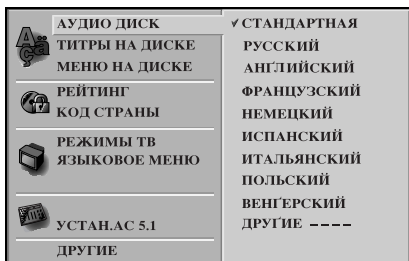 АУДИО ДИСК
ТИТРЫ НА ДИСКЕ
МЕНЮ НА ДИСКЕ
РЕЙТИНГ
КОД СТРАНЫ
РЕЖИМЫ ТВ
ЯЗЫКОВОЕ МЕНЮ
УСТАН.АС 5.1
ДРУГИЕ
✓СТАНДАРТНАЯ
РУССКИЙ
АНГЛИЙСКИЙ
ФРАНЦУЗСКИЙ
НЕМЕЦКИЙ
ИСПАНСКИЙ
ИТАЛЬЯНСКИЙ
ПОЛЬСКИЙ
ВЕНГЕРСКИЙ
ДРУГИЕ ----